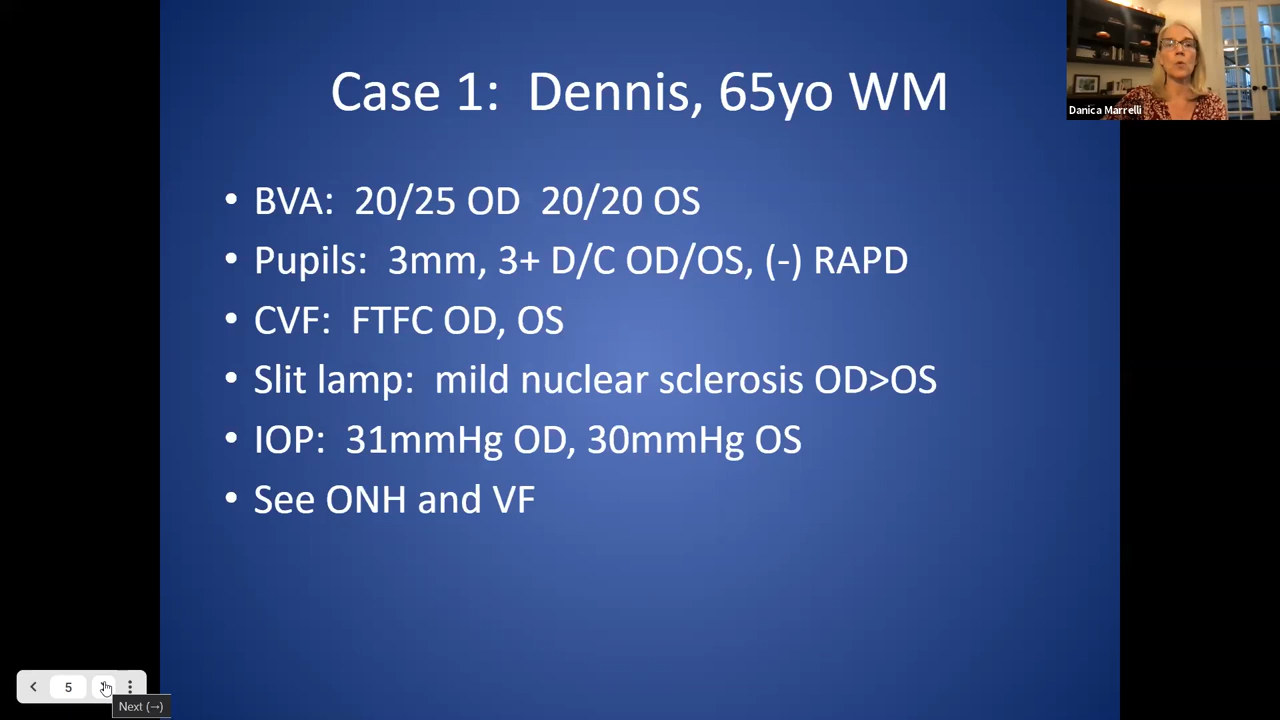 Case 1: Dennis, 65yo WM
Danica Marrelli
• BVA: 20/25 OD 20/20 OS
• Pupils: 3mm, 3+ D/C OD/OS, (-) RAPD
• CVF: FTFC OD, OS
• Slit lamp: mild nuclear sclerosis OD>OS
• IOP: 31mmHg OD, 30mmHg OS
• See ONH and VF
5
Next (→)